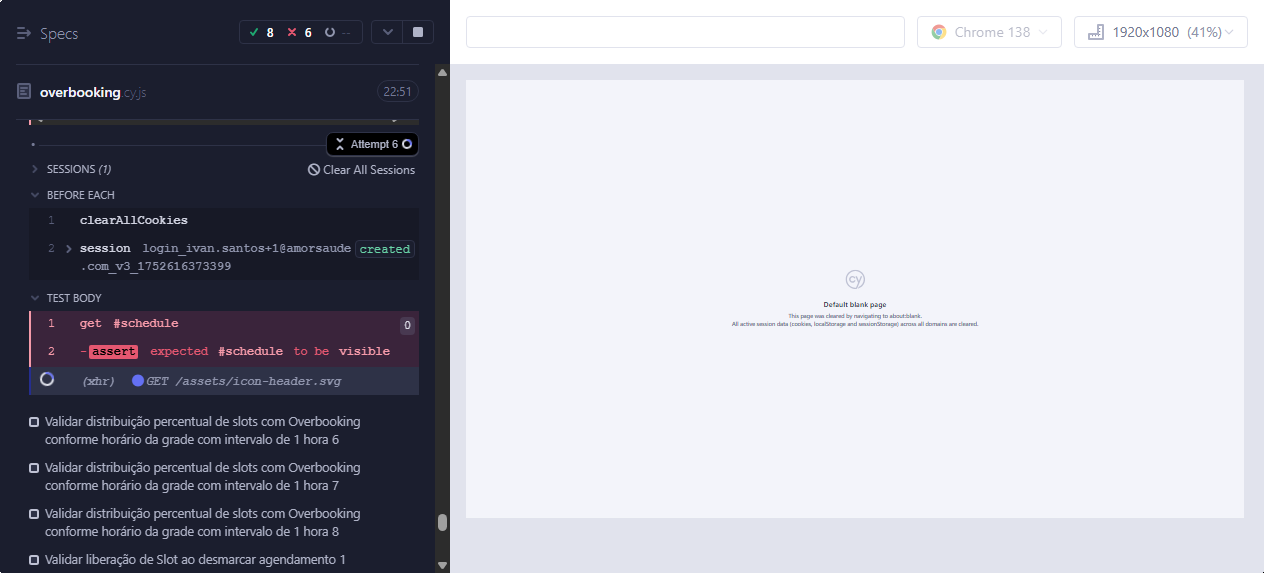 Specs
8 6 --
Chrome 138
1920x1080 (41%)
overbooking.cy.js
22:51
Attempt 6
SESSIONS (1)
Clear All Sessions
BEFORE EACH
1 clearAllCookies
2 session login_ivan.santos+1@amorsaude created
.com_v3_1752616373399
TEST BODY
1 get #schedule 0
2 -assert expected #schedule to be visible
(xhr) GET /assets/icon-header.svg
Validar distribuição percentual de slots com Overbooking
conforme horário da grade com intervalo de 1 hora 6
Validar distribuição percentual de slots com Overbooking
conforme horário da grade com intervalo de 1 hora 7
Validar distribuição percentual de slots com Overbooking
conforme horário da grade com intervalo de 1 hora 8
Validar liberação de Slot ao desmarcar agendamento 1
cy
Default blank page
This page was cleared by navigating to about:blank.
All active session data (cookies, localStorage and sessionStorage) across all domains are cleared.